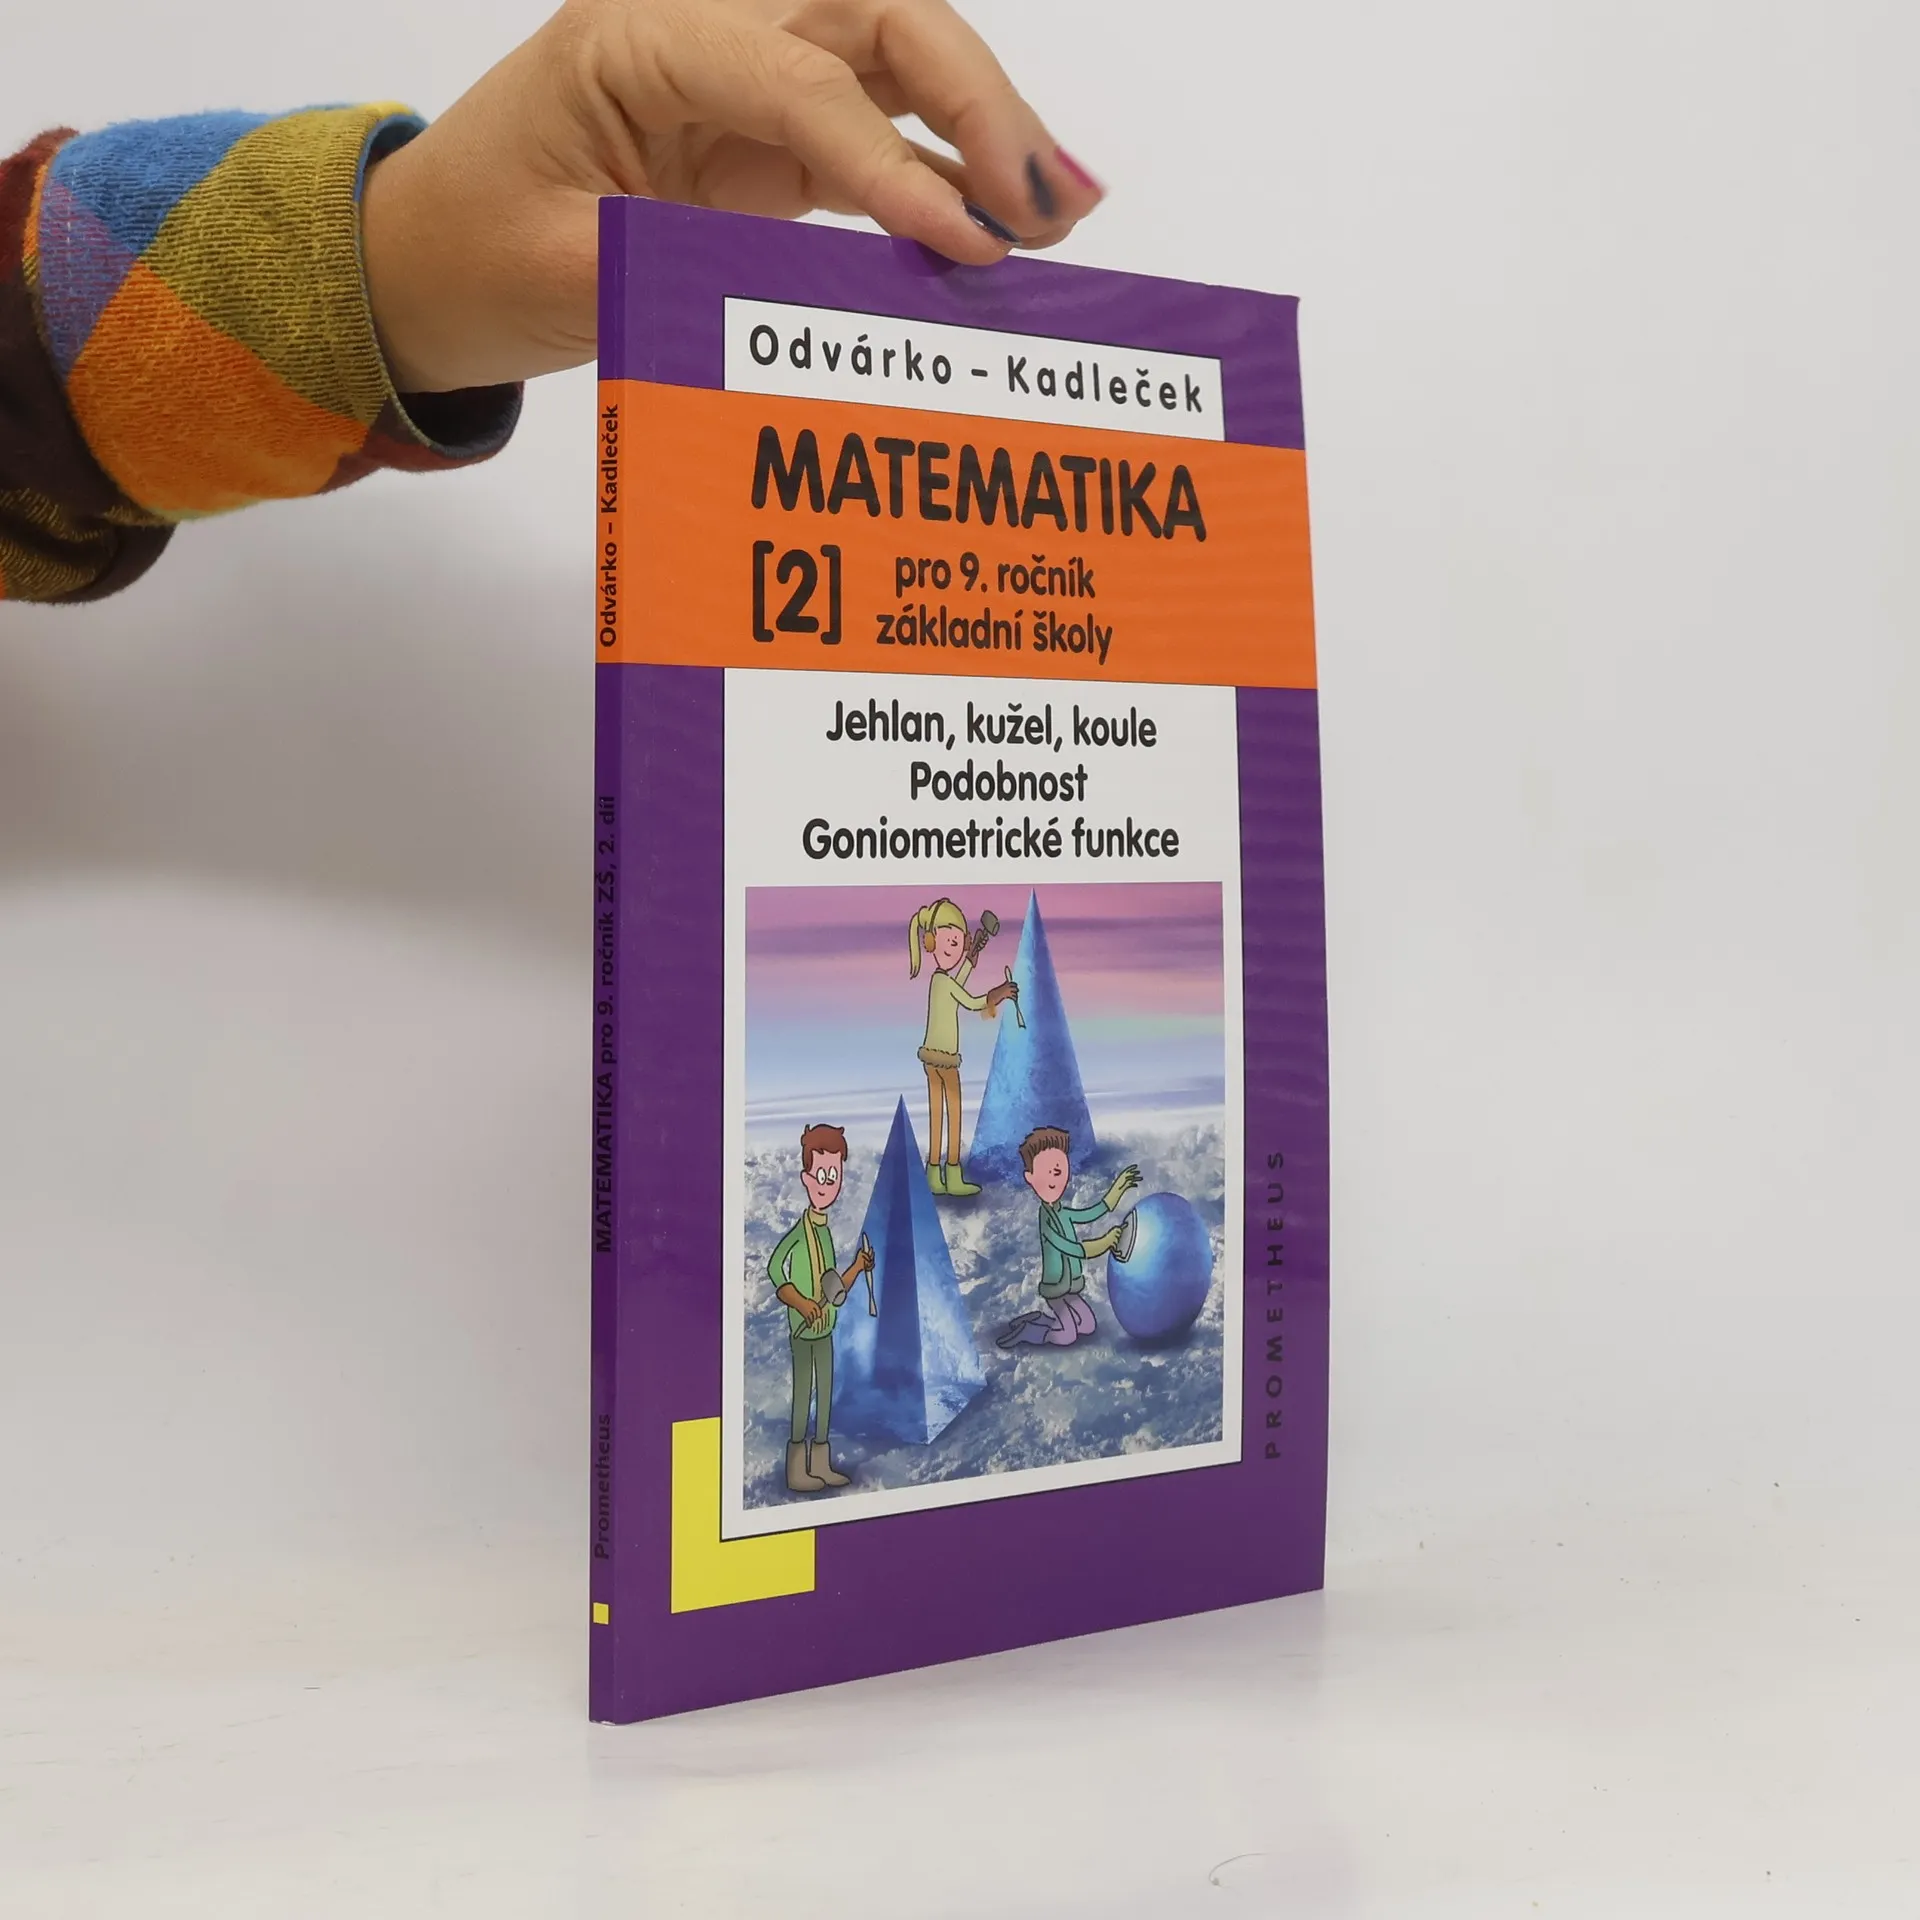 Odvárko – Kadleček
MATEMATIKA
[2] pro 9. ročník
základní školy
Jehlan, kužel, koule
Podobnost
Goniometrické funkce
PROMETHEUS
Odvárko – Kadleček
MATEMATIKA pro 9. ročník ZŠ, 2. díl
Prometheus